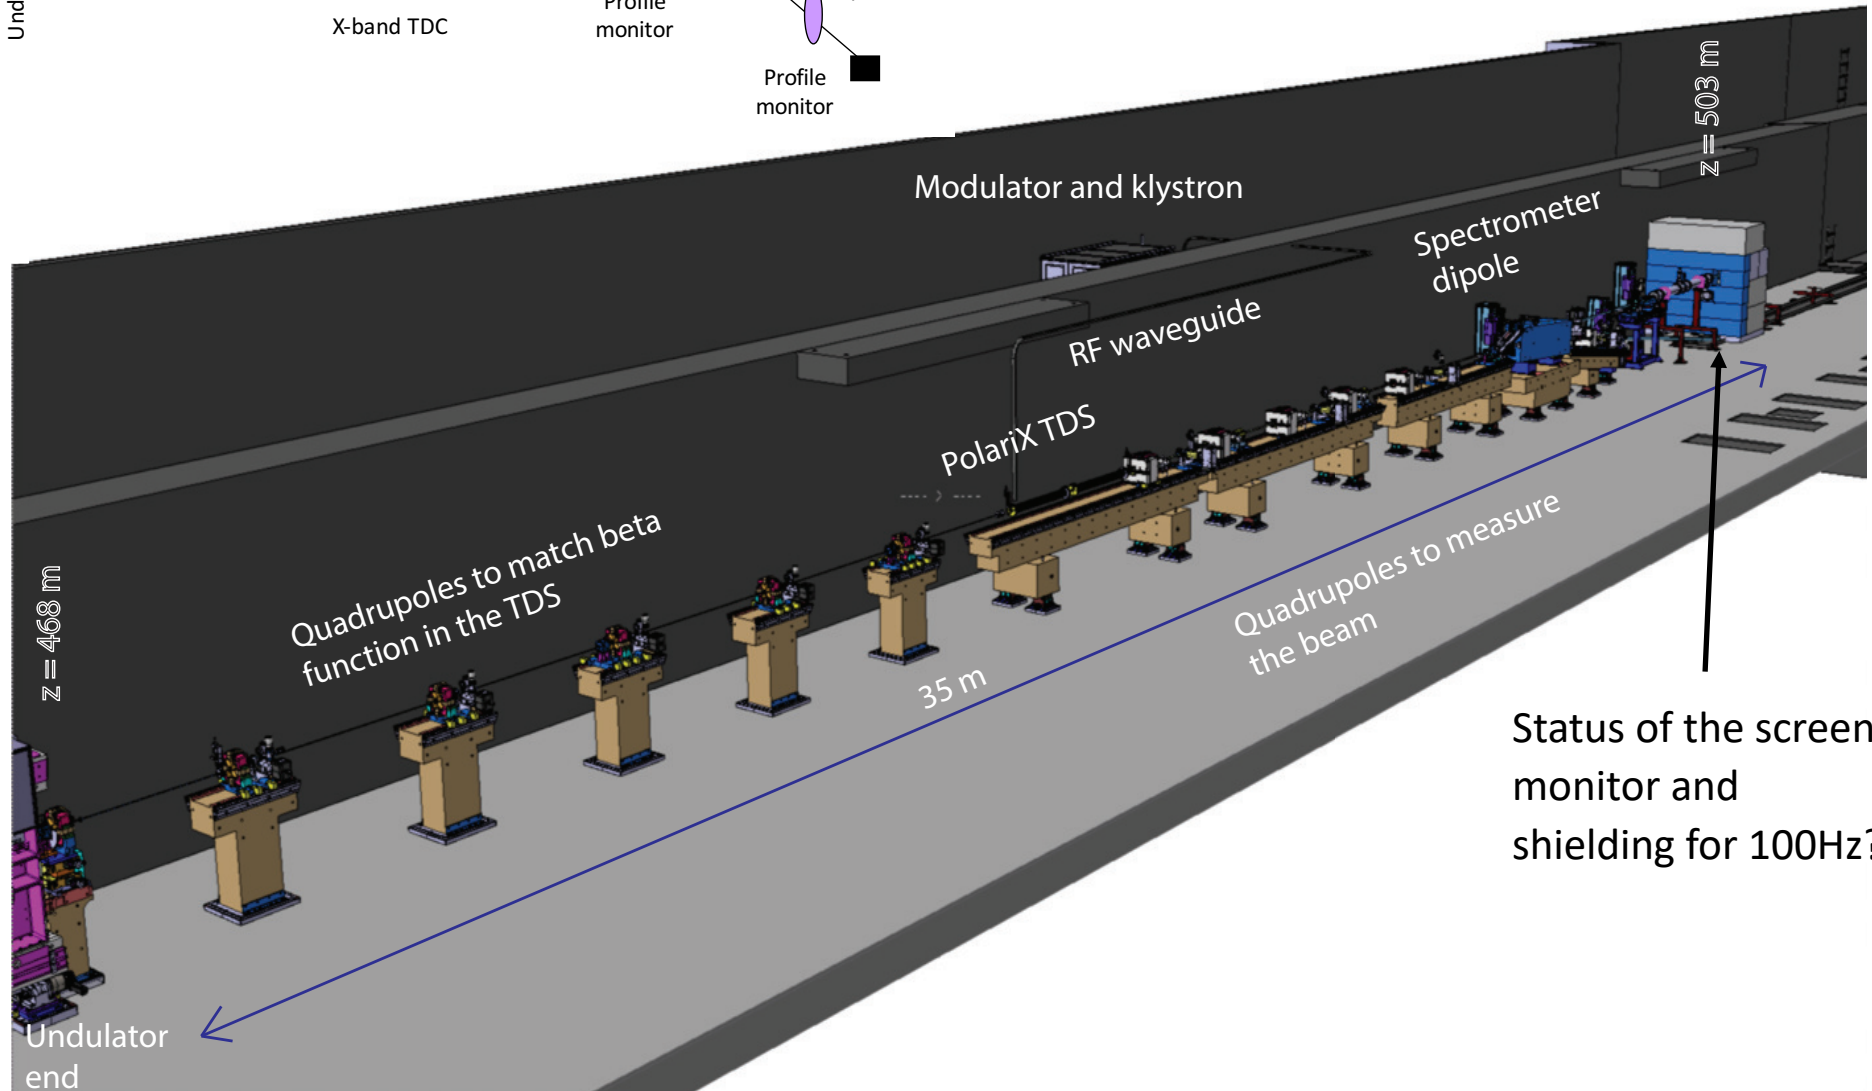 Und
X-band TDC
Profile
monitor
Profile
monitor
Modulator and klystron
z = 503 m
Spectrometer
dipole
RF waveguide
PolariX TDS
Quadrupoles to match beta
function in the TDS
z = 468 m
Quadrupoles to measure
the beam
35 m
Status of the screen
monitor and
shielding for 100Hz?
Undulator
end